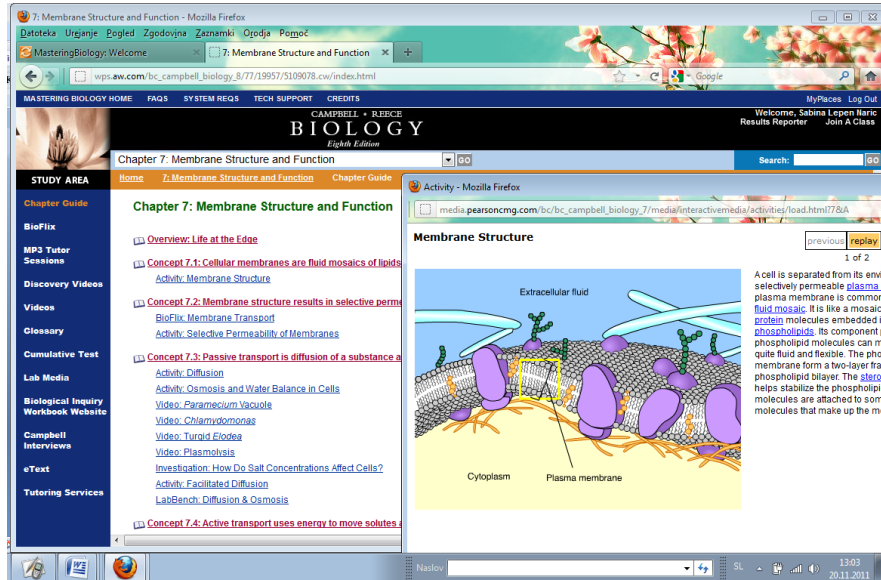 7: Membrane Structure and Function - Mozilla Firefox
Datoteka Urejanje Pogled Zgodovina Zaznamki Orodja Pomoč
MasteringBiology: Welcome × 7: Membrane Structure and Function × +
wps.aw.com/bc_campbell_biology_8/77/19957/5109078.cw/index.html Google
MASTERING BIOLOGY HOME FAQS SYSTEM REQS TECH SUPPORT CREDITS MyPlaces Log Out
CAMPBELL • REECE
BIOLOGY
Eighth Edition
Welcome, Sabina Lepen Naric
Results Reporter Join A Class
Chapter 7: Membrane Structure and Function GO Search: GO
STUDY AREA
Home 7: Membrane Structure and Function Chapter Guide
Chapter Guide
BioFlix
MP3 Tutor
Sessions
Discovery Videos
Videos
Glossary
Cumulative Test
Lab Media
Biological Inquiry
Workbook Website
Campbell
Interviews
eText
Tutoring Services
Chapter 7: Membrane Structure and Function
Overview: Life at the Edge
Concept 7.1: Cellular membranes are fluid mosaics of lipids
Activity: Membrane Structure
Concept 7.2: Membrane structure results in selective perme
BioFlix: Membrane Transport
Activity: Selective Permeability of Membranes
Concept 7.3: Passive transport is diffusion of a substance a
Activity: Diffusion
Activity: Osmosis and Water Balance in Cells
Video: Paramecium Vacuole
Video: Chlamydomonas
Video: Turgid Elodea
Video: Plasmolysis
Investigation: How Do Salt Concentrations Affect Cells?
Activity: Facilitated Diffusion
LabBench: Diffusion & Osmosis
Concept 7.4: Active transport uses energy to move solutes a
Activity - Mozilla Firefox
media.pearsoncmg.com/bc/bc_campbell_biology_7/media/interactivemedia/activities/load.html?7&A
Membrane Structure
previous replay
1 of 2
Extracellular fluid
Cytoplasm
Plasma membrane
A cell is separated from its envi
selectively permeable plasma
plasma membrane is common
fluid mosaic. It is like a mosaic
protein molecules embedded i
phospholipids. Its component
phospholipid molecules can m
quite fluid and flexible. The pho
membrane form a two-layer fra
phospholipid bilayer. The stero
helps stabilize the phospholipi
molecules are attached to som
molecules that make up the m
Naslov SL 13:03
20.11.2011